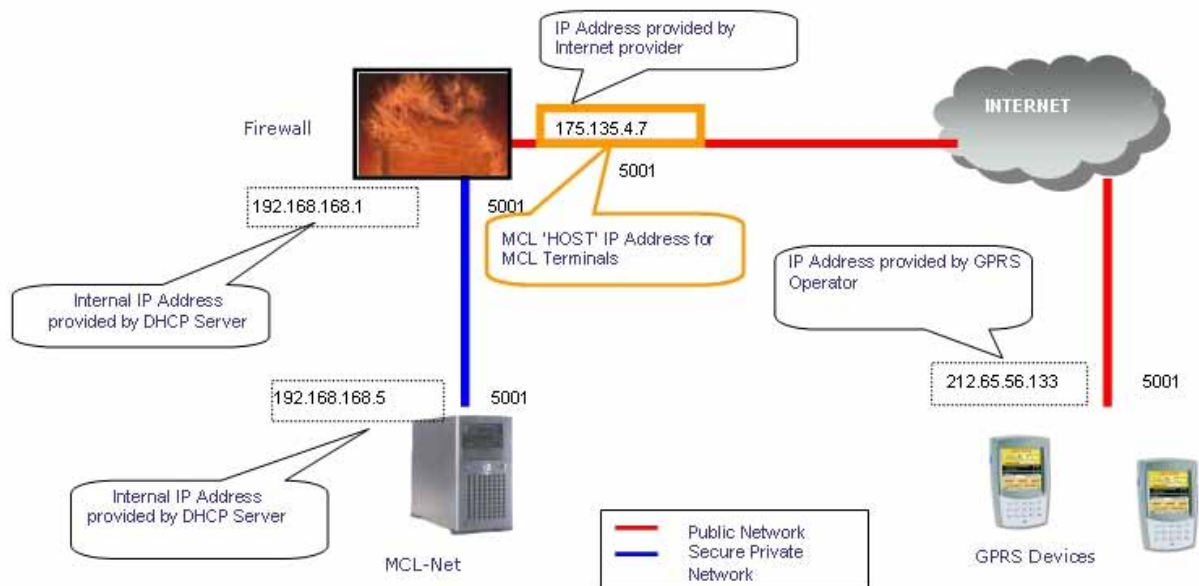 IP Address provided by
Internet provider
Firewall
175.135.4.7
INTERNET
5001
192.168.168.1
5001
MCL 'HOST' IP Address for
MCL Terminals
IP Address provided by GPRS
Operator
Internal IP Address
provided by DHCP Server
192.168.168.5
5001
212.65.56.133
5001
Internal IP Address
provided by DHCP Server
MCL-Net
Public Network
Secure Private
Network
GPRS Devices